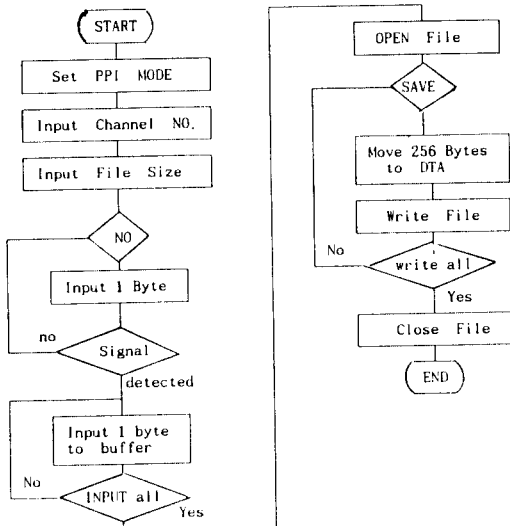 START
Set PPI MODE
Input Channel NO.
Input File Size
NO
Input 1 Byte
no
Signal
detected
Input 1 byte
to buffer
No
INPUT all
Yes
OPEN File
SAVE
Move 256 Bytes
to DTA
Write File
No
write all
Yes
Close File
END